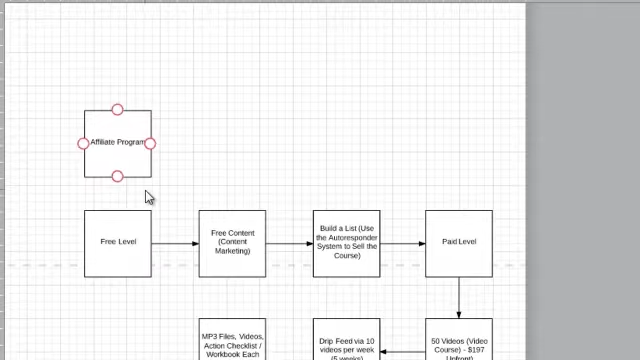 Affiliate Program
Free Level
Free Content
(Content
Marketing)
Build a List (Use
the Autoresponder
System to Sell the
Course)
Paid Level
MP3 Files, Videos,
Action Checklist /
Workbook Each
Drip Feed via 10
videos per week
(5 weeks)
50 Videos (Video
Course) - $197
Upfront)